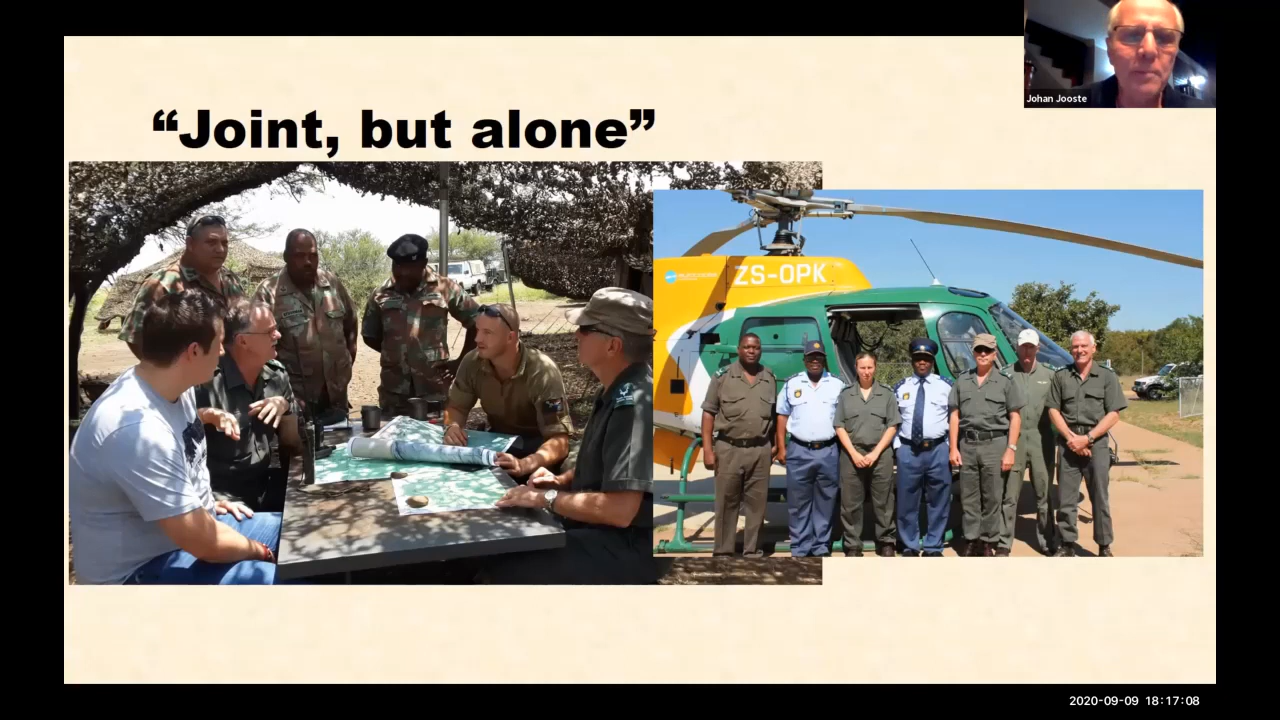 Johan Jooste
“Joint, but alone”
ZS-OPK
2020-09-09 18:17:08